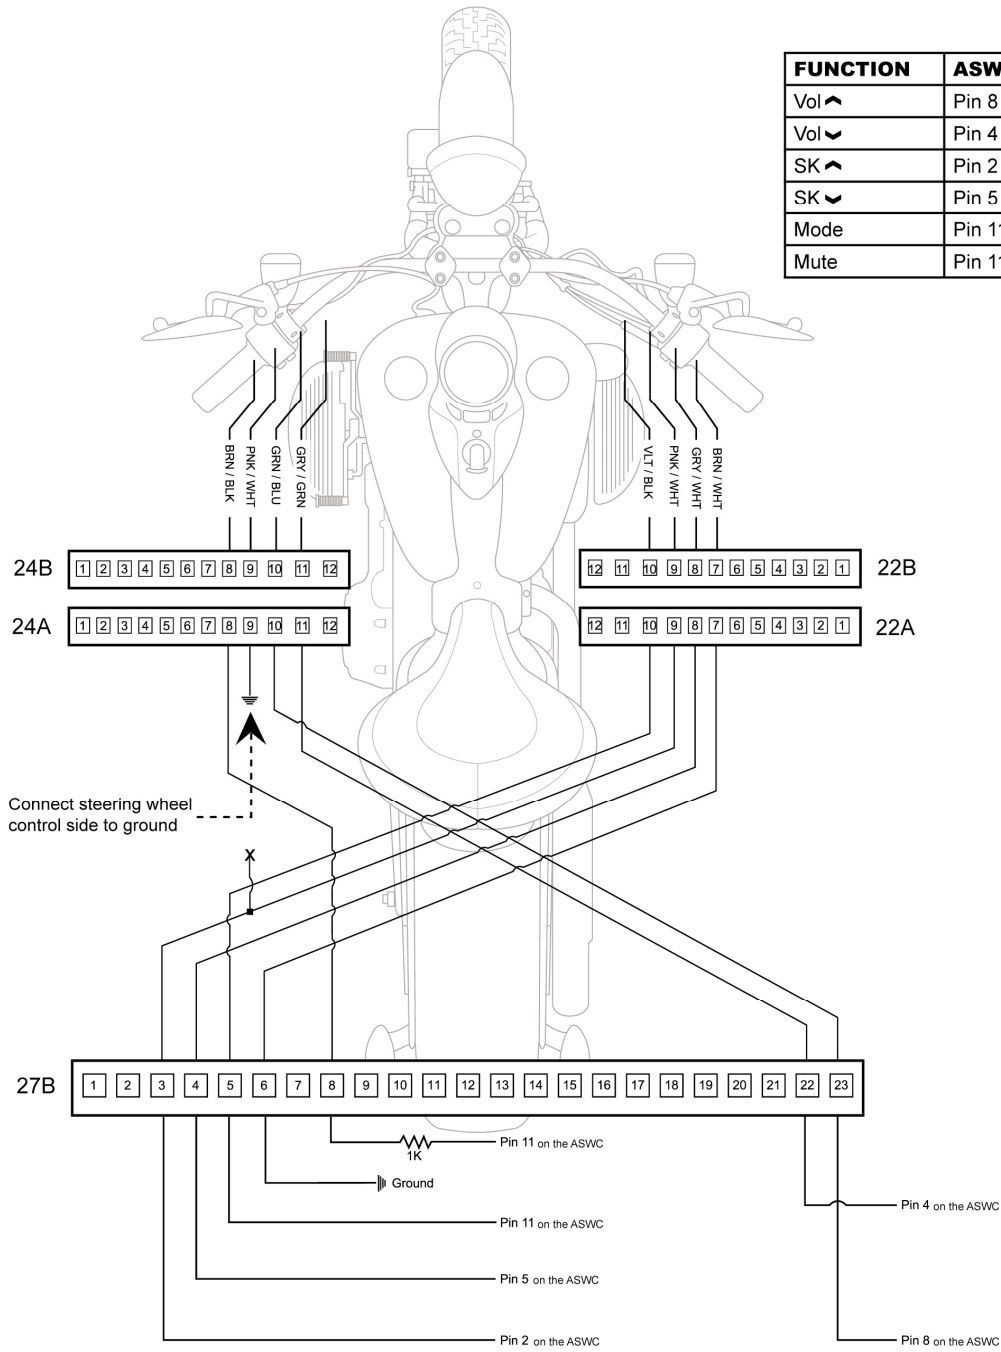 FUNCTION ASW
Vol Pin 8
Vol Pin 4
SK Pin 2
SK Pin 5
Mode Pin 11
Mute Pin 11
BRN / BLK
PNK / WHT
GRN / BLU
GRY / GRN
VLT / BLK
PNK / WHT
GRY / WHT
BRN / WHT
24B 1 2 3 4 5 6 7 8 9 10 11 12
12 11 10 9 8 7 6 5 4 3 2 1 22B
24A 1 2 3 4 5 6 7 8 9 10 11 12
12 11 10 9 8 7 6 5 4 3 2 1 22A
Connect steering wheel
control side to ground
X
27B 1 2 3 4 5 6 7 8 9 10 11 12 13 14 15 16 17 18 19 20 21 22 23
1K
Pin 11 on the ASWC
Ground
Pin 4 on the ASWC
Pin 11 on the ASWC
Pin 5 on the ASWC
Pin 2 on the ASWC
Pin 8 on the ASWC